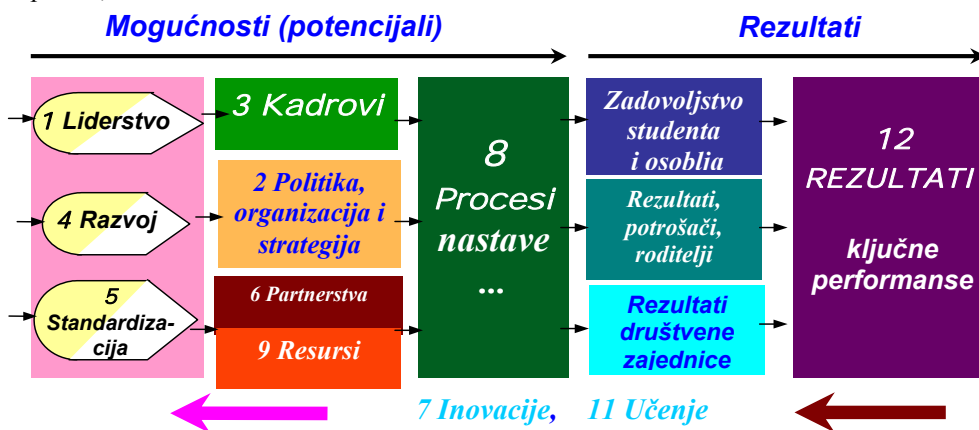 Mogućnosti (potencijali)
Rezultati
1 Liderstvo
4 Razvoj
5
Standardiza-
cija
3 Kadrovi
2 Politika,
organizacija i
strategija
6 Partnerstva
9 Resursi
8
Procesi
nastave
...
Zadovoljstvo
studenta
i osoblia
Rezultati,
potrošači,
roditelji
Rezultati
društvene
zajednice
12
REZULTATI
ključne
performanse
7 Inovacije, 11 Učenje